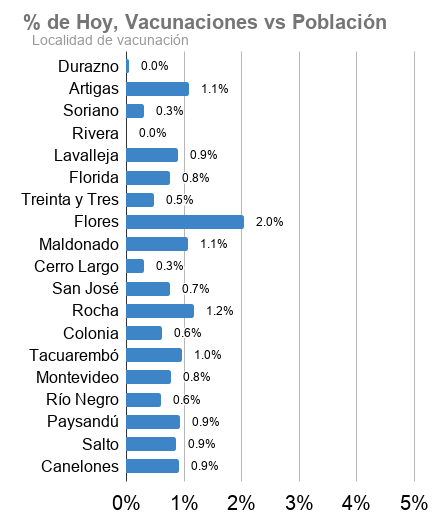 % de Hoy, Vacunaciones vs Población
Localidad de vacunación
Durazno 0.0%
Artigas 1.1%
Soriano 0.3%
Rivera 0.0%
Lavalleja 0.9%
Florida 0.8%
Treinta y Tres 0.5%
Flores 2.0%
Maldonado 1.1%
Cerro Largo 0.3%
San José 0.7%
Rocha 1.2%
Colonia 0.6%
Tacuarembó 1.0%
Montevideo 0.8%
Río Negro 0.6%
Paysandú 0.9%
Salto 0.9%
Canelones 0.9%
0% 1% 2% 3% 4% 5%